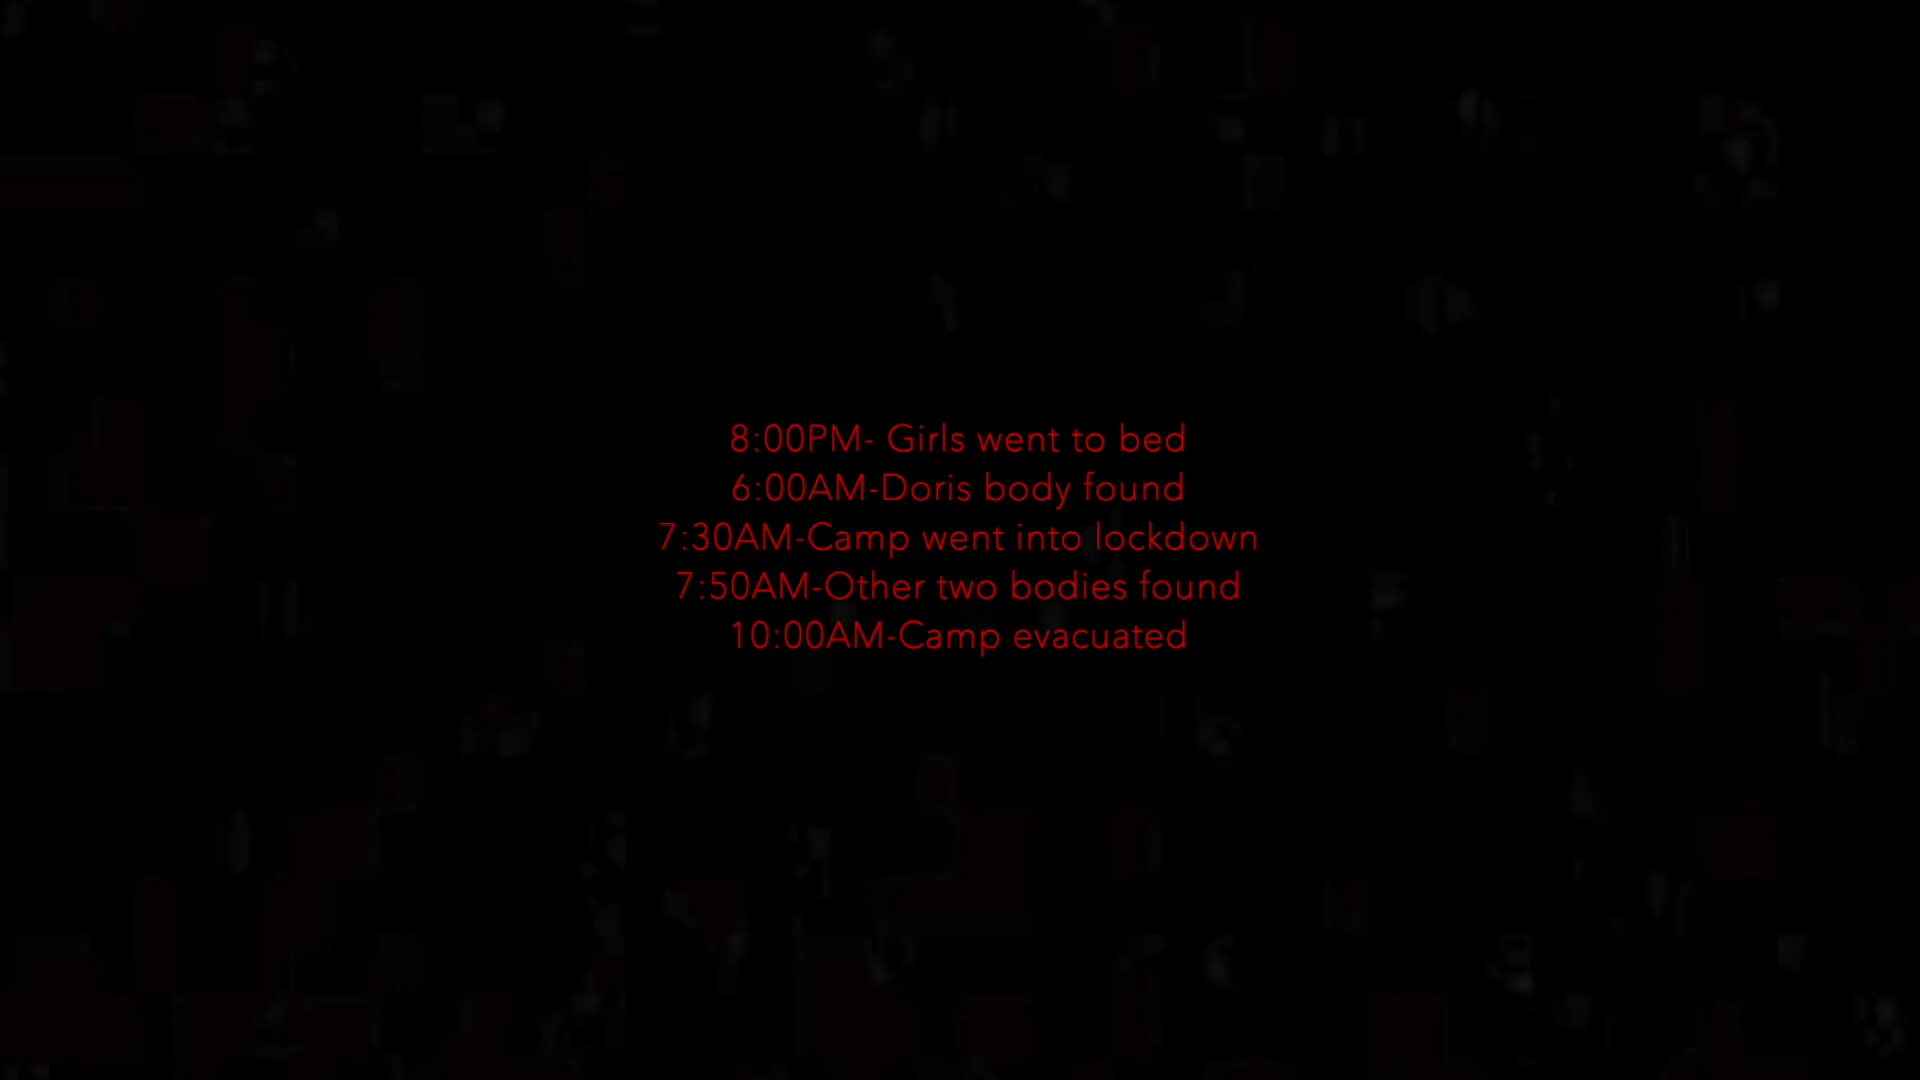 8:00PM- Girls went to bed
6:00AM-Doris body found
7:30AM-Camp went into lockdown
7:50AM-Other two bodies found
10:00AM-Camp evacuated